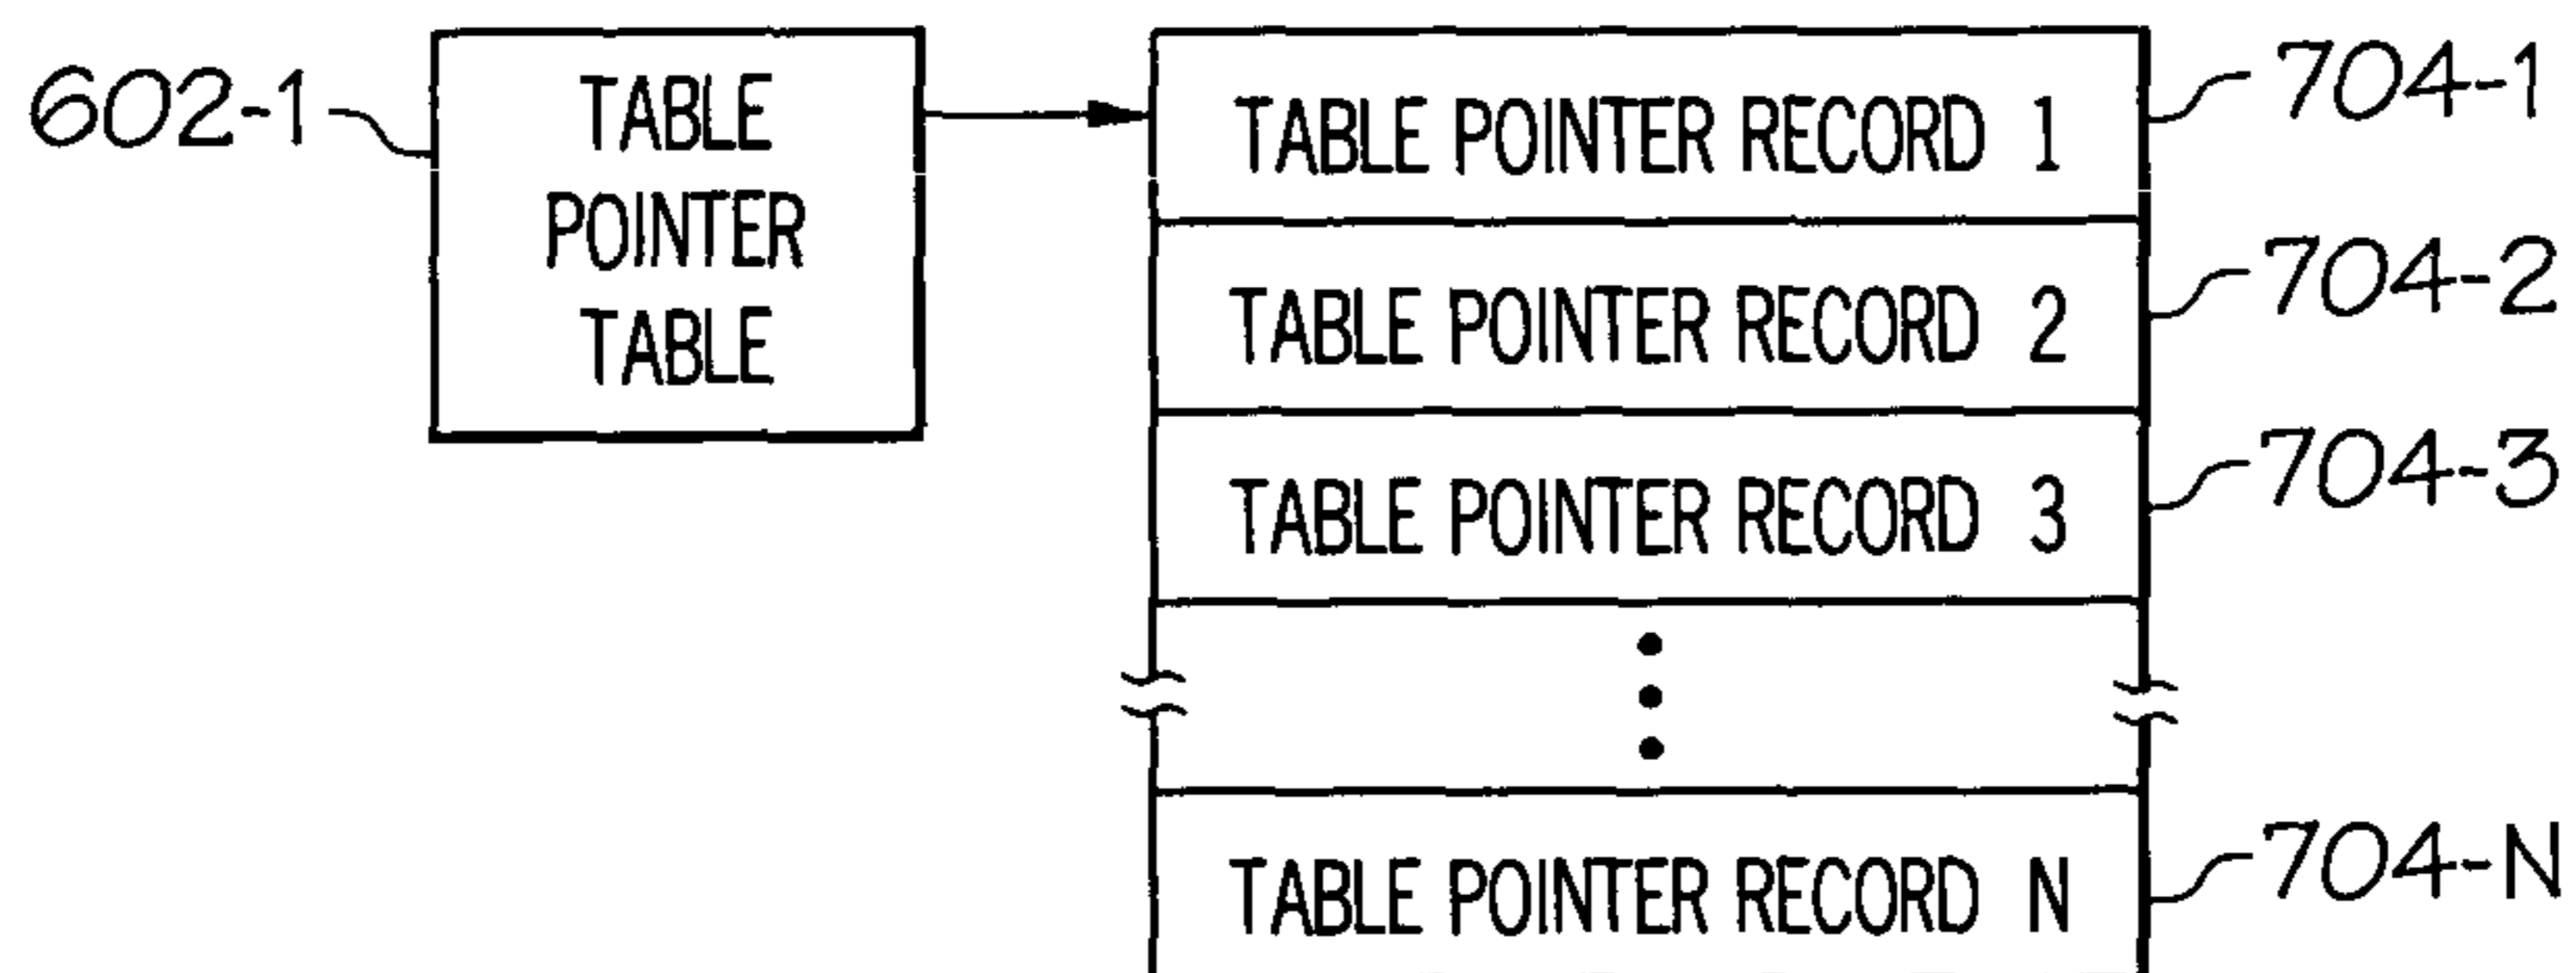 602-1
TABLE
POINTER
TABLE
TABLE POINTER RECORD 1
704-1
TABLE POINTER RECORD 2
704-2
TABLE POINTER RECORD 3
704-3
TABLE POINTER RECORD N
704-N